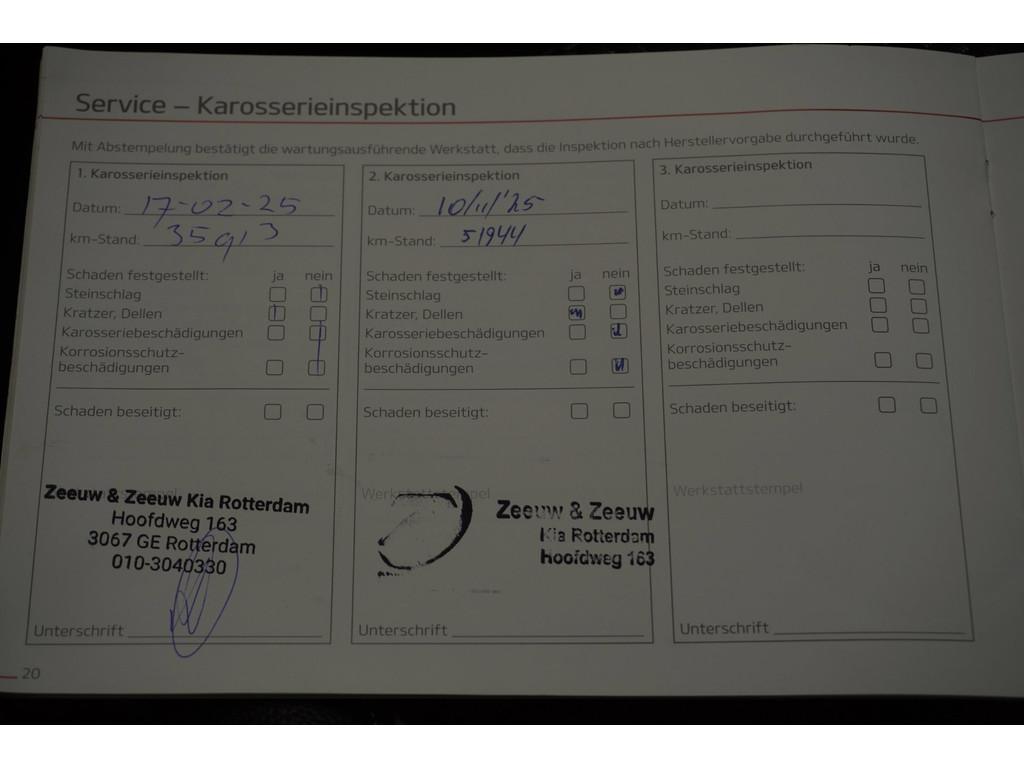 Service – Karosserieinspektion
Mit Abstempelung bestätigt die wartungsausführende Werkstatt, dass die Inspektion nach Herstellervorgabe durchgeführt wurde.
1. Karosserieinspektion
Datum: 17-02-25
km-Stand: 35913
Schaden festgestellt: ja nein
Steinschlag
Kratzer, Dellen
Karosseriebeschädigungen
Korrosionsschutz-
beschädigungen
Schaden beseitigt:
Zeeuw & Zeeuw Kia Rotterdam
Hoofdweg 163
3067 GE Rotterdam
010-3040330
Unterschrift
2. Karosserieinspektion
Datum: 10/11/'25
km-Stand: 51944
Schaden festgestellt: ja nein
Steinschlag
Kratzer, Dellen
Karosseriebeschädigungen
Korrosionsschutz-
beschädigungen
Schaden beseitigt:
Werkstattstempel
Zeeuw & Zeeuw
Kia Rotterdam
Hoofdweg 163
Unterschrift
3. Karosserieinspektion
Datum:
km-Stand:
Schaden festgestellt: ja nein
Steinschlag
Kratzer, Dellen
Karosseriebeschädigungen
Korrosionsschutz-
beschädigungen
Schaden beseitigt:
Werkstattstempel
Unterschrift
20